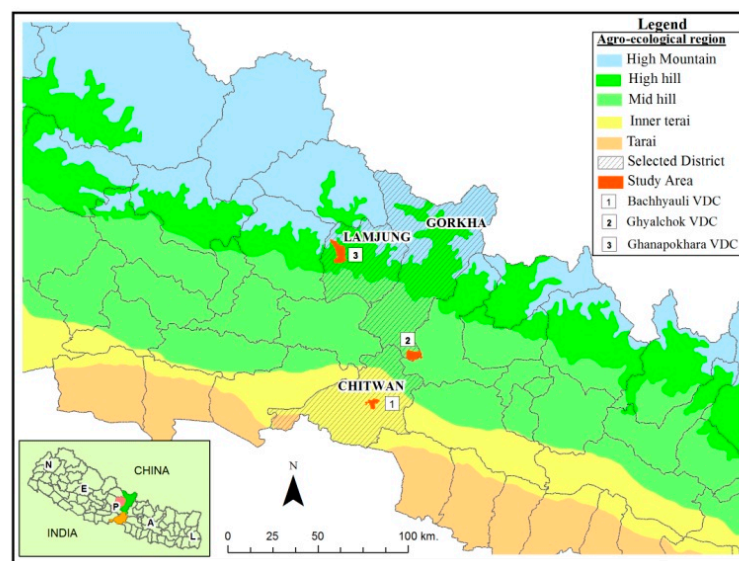 Legend
Agro-ecological region
High Mountain
High hill
Mid hill
Inner terai
Tarai
Selected District
Study Area
1 Bachhyauli VDC
2 Ghyalchok VDC
3 Ghanapokhara VDC
GORKHA
LAMJUNG
3
2
CHITWAN
1
N
CHINA
N
E
P
A
L
INDIA
0 25 50 100 km.